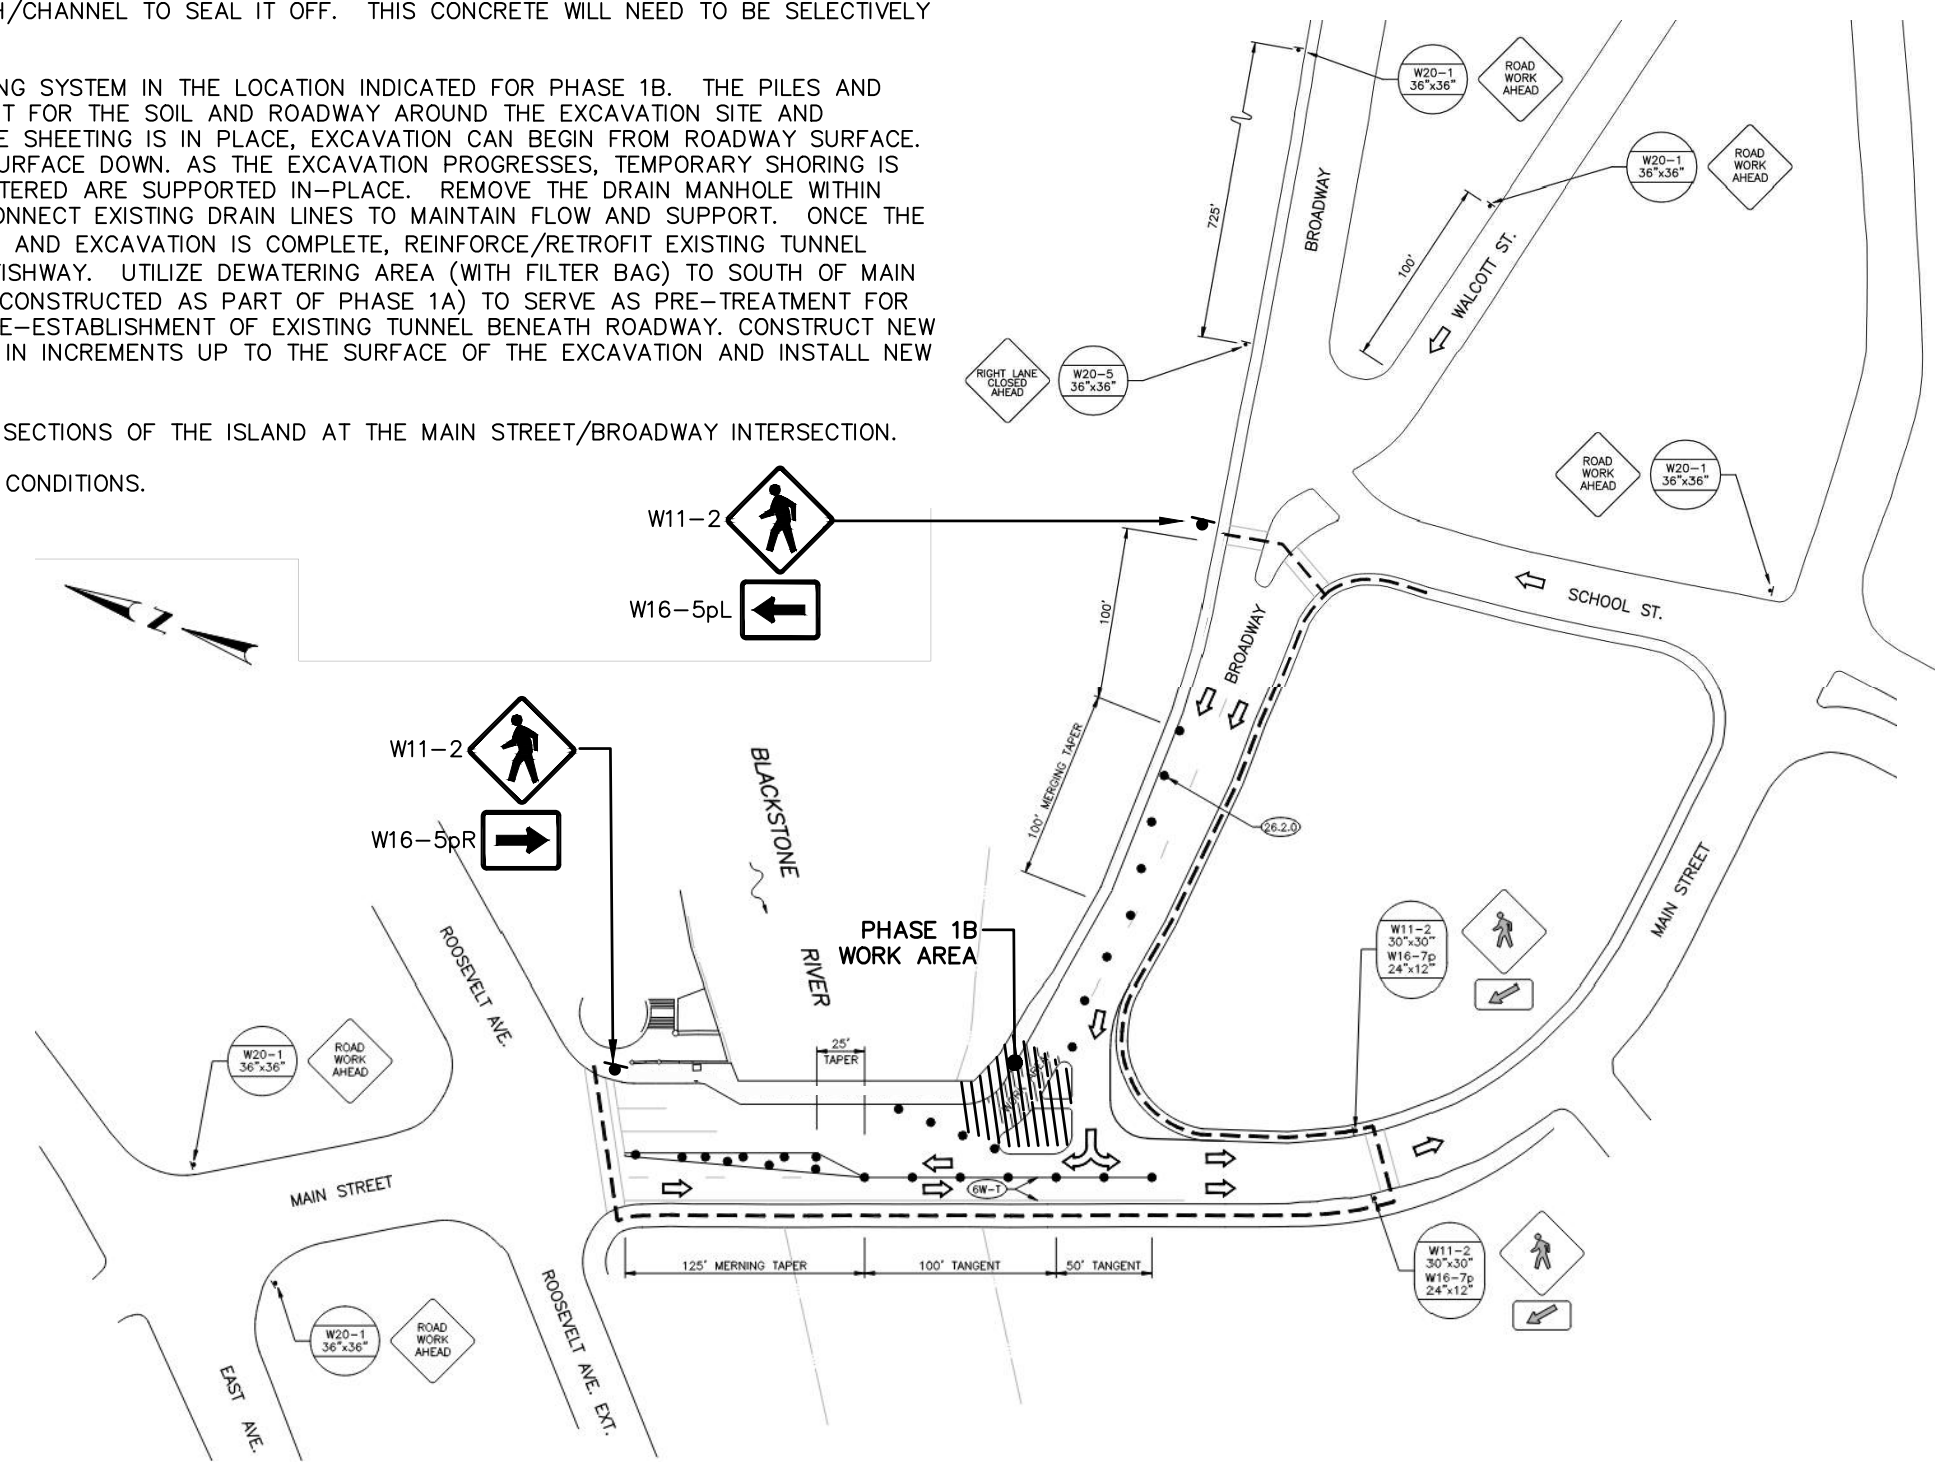 H/CHANNEL TO SEAL IT OFF. THIS CONCRETE WILL NEED TO BE SELECTIVELY
NG SYSTEM IN THE LOCATION INDICATED FOR PHASE 1B. THE PILES AND
T FOR THE SOIL AND ROADWAY AROUND THE EXCAVATION SITE AND
E SHEETING IS IN PLACE, EXCAVATION CAN BEGIN FROM ROADWAY SURFACE.
URFACE DOWN. AS THE EXCAVATION PROGRESSES, TEMPORARY SHORING IS
TERED ARE SUPPORTED IN-PLACE. REMOVE THE DRAIN MANHOLE WITHIN
ONNECT EXISTING DRAIN LINES TO MAINTAIN FLOW AND SUPPORT. ONCE THE
AND EXCAVATION IS COMPLETE, REINFORCE/RETROFIT EXISTING TUNNEL
FISHWAY. UTILIZE DEWATERING AREA (WITH FILTER BAG) TO SOUTH OF MAIN
CONSTRUCTED AS PART OF PHASE 1A) TO SERVE AS PRE-TREATMENT FOR
E-ESTABLISHMENT OF EXISTING TUNNEL BENEATH ROADWAY. CONSTRUCT NEW
IN INCREMENTS UP TO THE SURFACE OF THE EXCAVATION AND INSTALL NEW
SECTIONS OF THE ISLAND AT THE MAIN STREET/BROADWAY INTERSECTION.
CONDITIONS.
W20-1
36"x36"
ROAD
WORK
AHEAD
W20-1
36"x36"
ROAD
WORK
AHEAD
725'
BROADWAY
100'
WALCOTT ST.
RIGHT LANE
CLOSED
AHEAD
W20-5
36"x36"
ROAD
WORK
AHEAD
W20-1
36"x36"
W11-2
W16-5pL
100'
SCHOOL ST.
BROADWAY
Z
W11-2
W16-5pR
100' MERGING TAPER
26.2.0
BLACKSTONE
RIVER
PHASE 1B
WORK AREA
MAIN STREET
W11-2
30"x30"
W16-7p
24"x12"
ROOSEVELT AVE.
25'
TAPER
W20-1
36"x36"
ROAD
WORK
AHEAD
MAIN STREET
6W-T
125' MERNING TAPER
100' TANGENT
50' TANGENT
W11-2
30"x30"
W16-7p
24"x12"
W20-1
36"x36"
ROAD
WORK
AHEAD
ROOSEVELT AVE. EXT.
EAST AVE.